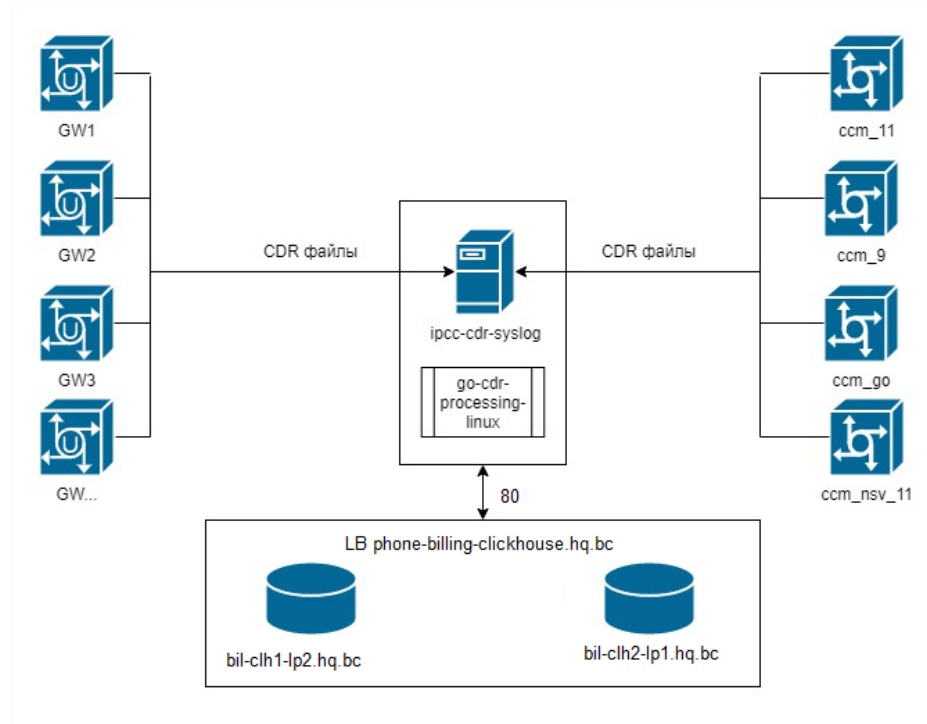 GW1
ccm_11
GW2
ccm_9
CDR файлы
CDR файлы
ipcc-cdr-syslog
GW3
ccm_go
go-cdr-
processing-
linux
GW...
ccm_nsv_11
80
LB phone-billing-clickhouse.hq.bc
bil-clh1-lp2.hq.bc
bil-clh2-lp1.hq.bc